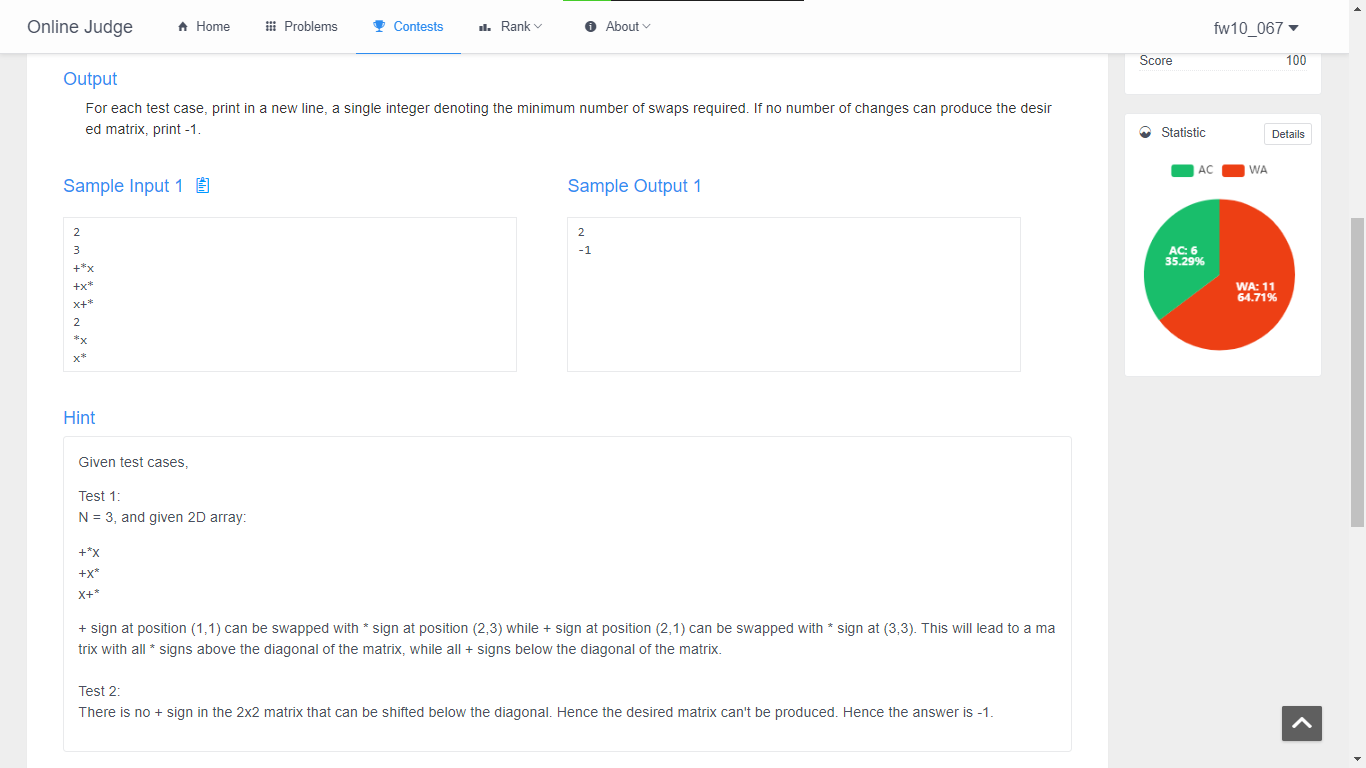 Online Judge
Home
Problems
Contests
Rank
About
fw10_067
Output
For each test case, print in a new line, a single integer denoting the minimum number of swaps required. If no number of changes can produce the desir
ed matrix, print -1.
Sample Input 1
Sample Output 1
2
3
+*x
+x*
x+*
2
*x
x*
2
-1
Hint
Given test cases,
Test 1:
N = 3, and given 2D array:
+*x
+x*
x+*
+ sign at position (1,1) can be swapped with * sign at position (2,3) while + sign at position (2,1) can be swapped with * sign at (3,3). This will lead to a ma
trix with all * signs above the diagonal of the matrix, while all + signs below the diagonal of the matrix.
Test 2:
There is no + sign in the 2x2 matrix that can be shifted below the diagonal. Hence the desired matrix can't be produced. Hence the answer is -1.
Score 100
Statistic
Details
AC WA
AC: 6
35.29%
WA: 11
64.71%